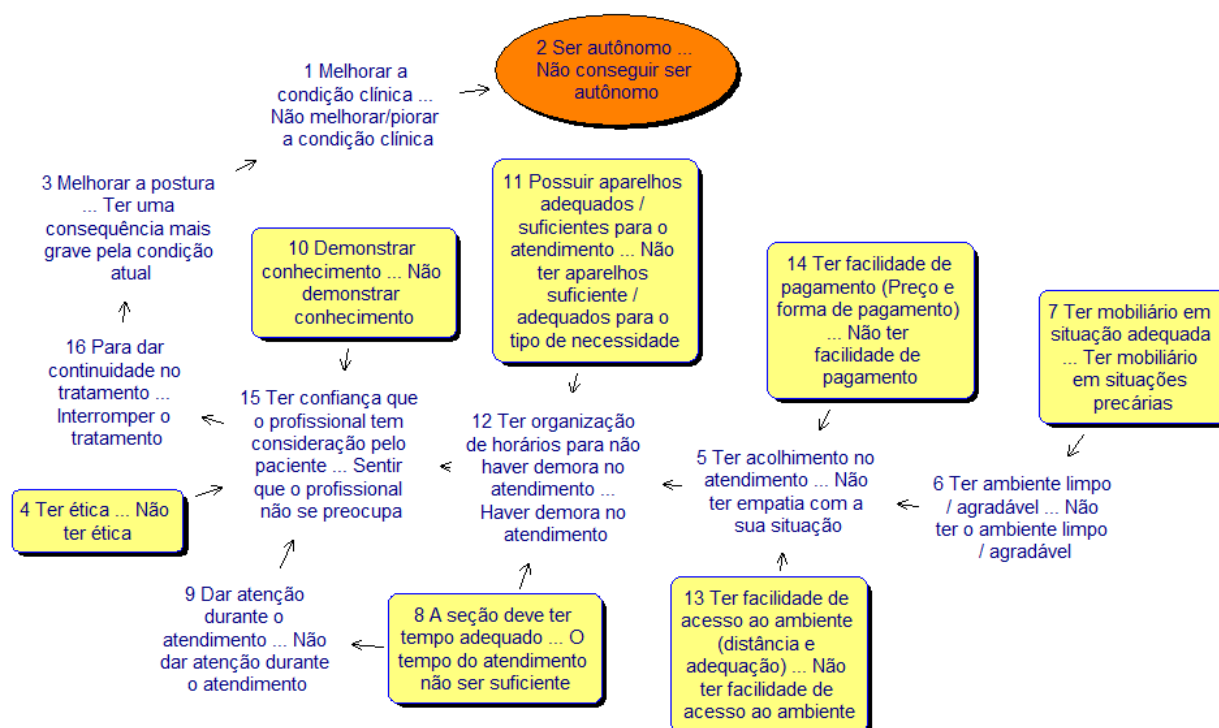 2 Ser autônomo ...
Não conseguir ser
autônomo
1 Melhorar a
condição clínica ...
Não melhorar/piorar
a condição clínica
3 Melhorar a postura
... Ter uma
consequência mais
grave pela condição
atual
11 Possuir aparelhos
adequados /
suficientes para o
atendimento ... Não
ter aparelhos
suficiente /
adequados para o
tipo de necessidade
10 Demonstrar
conhecimento ... Não
demonstrar
conhecimento
14 Ter facilidade de
pagamento (Preço e
forma de pagamento)
... Não ter
facilidade de
pagamento
7 Ter mobiliário em
situação adequada
... Ter mobiliário
em situações
precárias
16 Para dar
continuidade no
tratamento ...
Interromper o
tratamento
15 Ter confiança que
o profissional tem
consideração pelo
paciente ... Sentir
que o profissional
não se preocupa
12 Ter organização
de horários para não
haver demora no
atendimento ...
Haver demora no
atendimento
5 Ter acolhimento no
atendimento ... Não
ter empatia com a
sua situação
6 Ter ambiente limpo
/ agradável ... Não
ter o ambiente limpo
/ agradável
4 Ter ética ... Não
ter ética
9 Dar atenção
durante o
atendimento ... Não
dar atenção durante
o atendimento
8 A seção deve ter
tempo adequado ... O
tempo do atendimento
não ser suficiente
13 Ter facilidade de
acesso ao ambiente
(distância e
adequação) ... Não
ter facilidade de
acesso ao ambiente